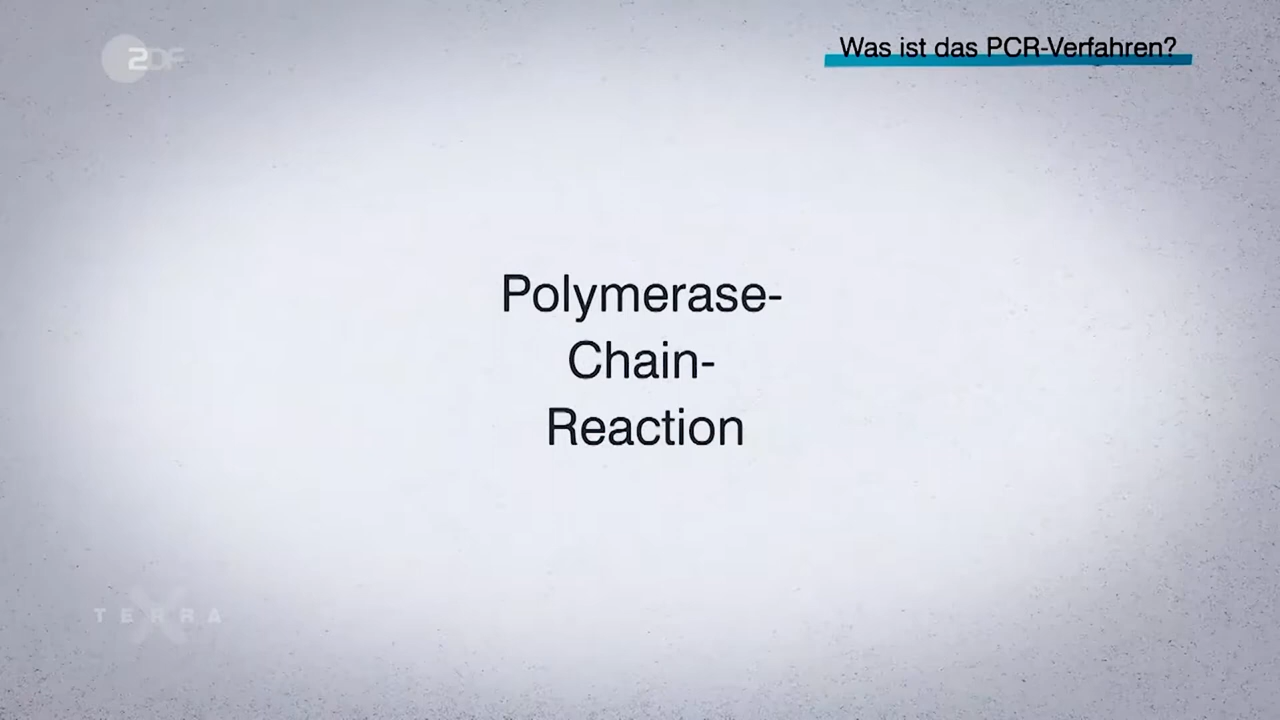 ZDF
Was ist das PCR-Verfahren?
Polymerase-
Chain-
Reaction
TERRA X